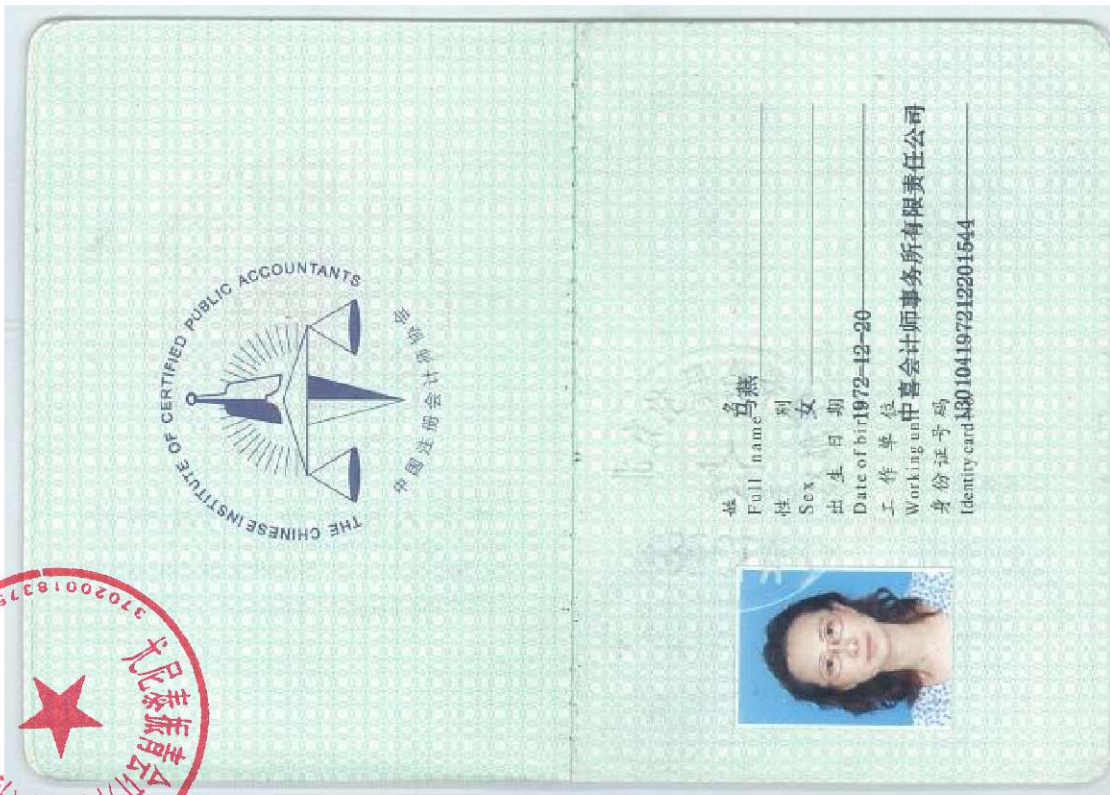 THE CHINESE INSTITUTE OF CERTIFIED PUBLIC ACCOUNTANTS
中国注册会计师协会
姓 名 马燕
Full name
性 别 女
Sex
出 生 日 期 1972-12-20
Date of bir
工 作 单 位 中喜会计师事务所有限责任公司
Working un
身 份 证 号 码 130104197212201544
Identity card
3702001837